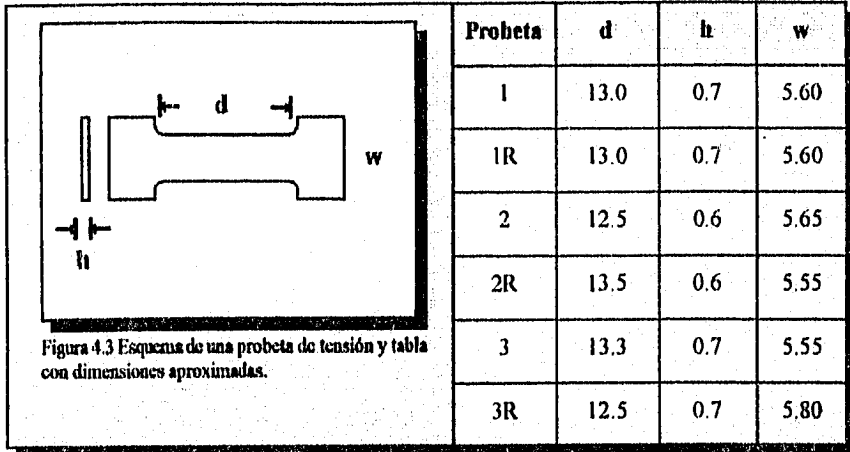 d
w
h
Figura 4.3 Esquema de una probeta de tensión y tabla
con dimensiones aproximadas.
Probeta d h w
1 13.0 0.7 5.60
1R 13.0 0.7 5.60
2 12.5 0.6 5.65
2R 13.5 0.6 5.55
3 13.3 0.7 5.55
3R 12.5 0.7 5.80